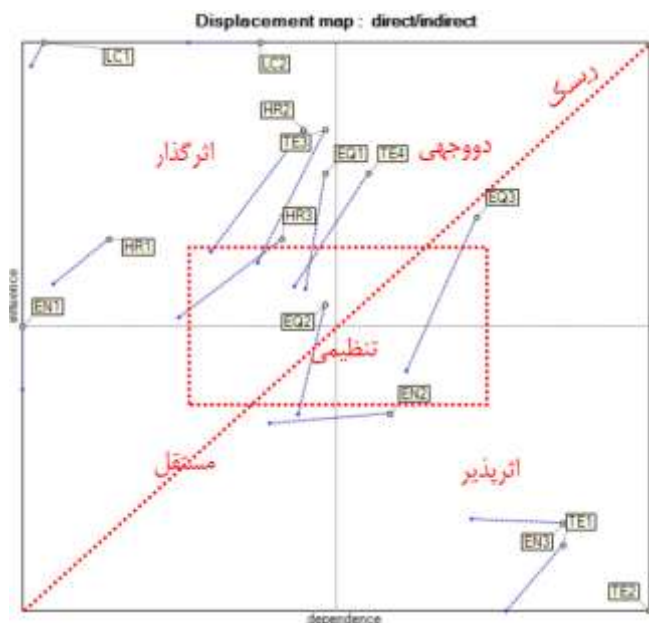 Displacement map : direct/indirect
LC1
LC2
HR2
ریسک
TE3
دووجهی
اثرگذار
EQ1
TE4
EQ3
HR3
HR1
influence
EN1
EQ2
تنظیمی
EN2
مستقل
اثرپذیر
TE1
EN3
TE2
dependence